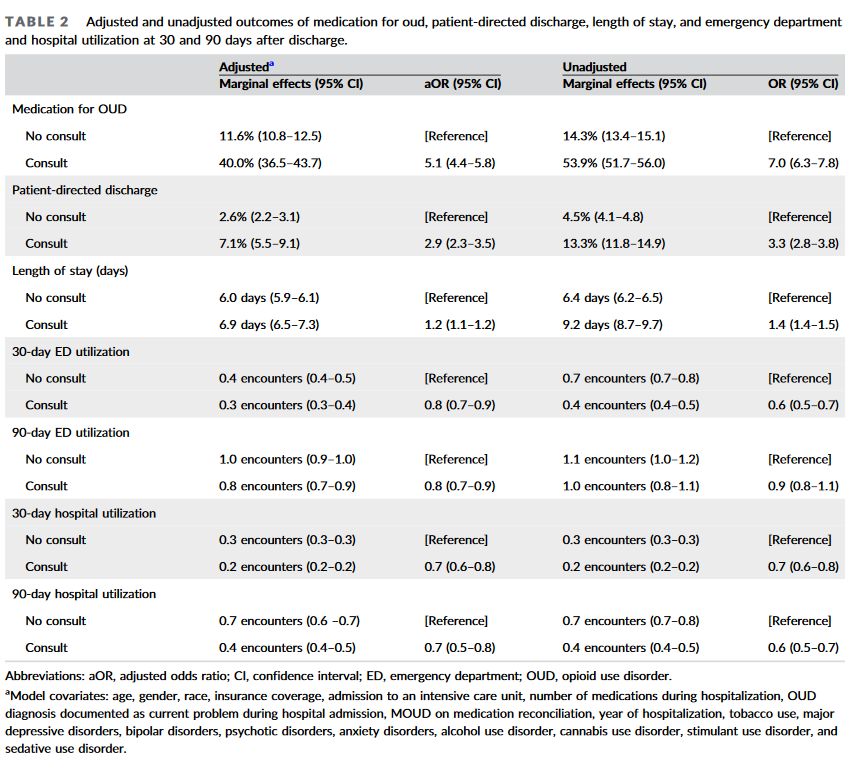 TABLE 2 Adjusted and unadjusted outcomes of medication for oud, patient-directed discharge, length of stay, and emergency department
and hospital utilization at 30 and 90 days after discharge.
Adjustedᵃ Unadjusted
Marginal effects (95% CI) aOR (95% CI) Marginal effects (95% CI) OR (95% CI)
Medication for OUD
No consult 11.6% (10.8–12.5) [Reference] 14.3% (13.4–15.1) [Reference]
Consult 40.0% (36.5–43.7) 5.1 (4.4–5.8) 53.9% (51.7–56.0) 7.0 (6.3–7.8)
Patient-directed discharge
No consult 2.6% (2.2–3.1) [Reference] 4.5% (4.1–4.8) [Reference]
Consult 7.1% (5.5–9.1) 2.9 (2.3–3.5) 13.3% (11.8–14.9) 3.3 (2.8–3.8)
Length of stay (days)
No consult 6.0 days (5.9–6.1) [Reference] 6.4 days (6.2–6.5) [Reference]
Consult 6.9 days (6.5–7.3) 1.2 (1.1–1.2) 9.2 days (8.7–9.7) 1.4 (1.4–1.5)
30-day ED utilization
No consult 0.4 encounters (0.4–0.5) [Reference] 0.7 encounters (0.7–0.8) [Reference]
Consult 0.3 encounters (0.3–0.4) 0.8 (0.7–0.9) 0.4 encounters (0.4–0.5) 0.6 (0.5–0.7)
90-day ED utilization
No consult 1.0 encounters (0.9–1.0) [Reference] 1.1 encounters (1.0–1.2) [Reference]
Consult 0.8 encounters (0.7–0.9) 0.8 (0.7–0.9) 1.0 encounters (0.8–1.1) 0.9 (0.8–1.1)
30-day hospital utilization
No consult 0.3 encounters (0.3–0.3) [Reference] 0.3 encounters (0.3–0.3) [Reference]
Consult 0.2 encounters (0.2–0.2) 0.7 (0.6–0.8) 0.2 encounters (0.2–0.2) 0.7 (0.6–0.8)
90-day hospital utilization
No consult 0.7 encounters (0.6 –0.7) [Reference] 0.7 encounters (0.7–0.8) [Reference]
Consult 0.4 encounters (0.4–0.5) 0.7 (0.5–0.8) 0.4 encounters (0.4–0.5) 0.6 (0.5–0.7)
Abbreviations: aOR, adjusted odds ratio; CI, confidence interval; ED, emergency department; OUD, opioid use disorder.
ᵃModel covariates: age, gender, race, insurance coverage, admission to an intensive care unit, number of medications during hospitalization, OUD
diagnosis documented as current problem during hospital admission, MOUD on medication reconciliation, year of hospitalization, tobacco use, major
depressive disorders, bipolar disorders, psychotic disorders, anxiety disorders, alcohol use disorder, cannabis use disorder, stimulant use disorder, and
sedative use disorder.